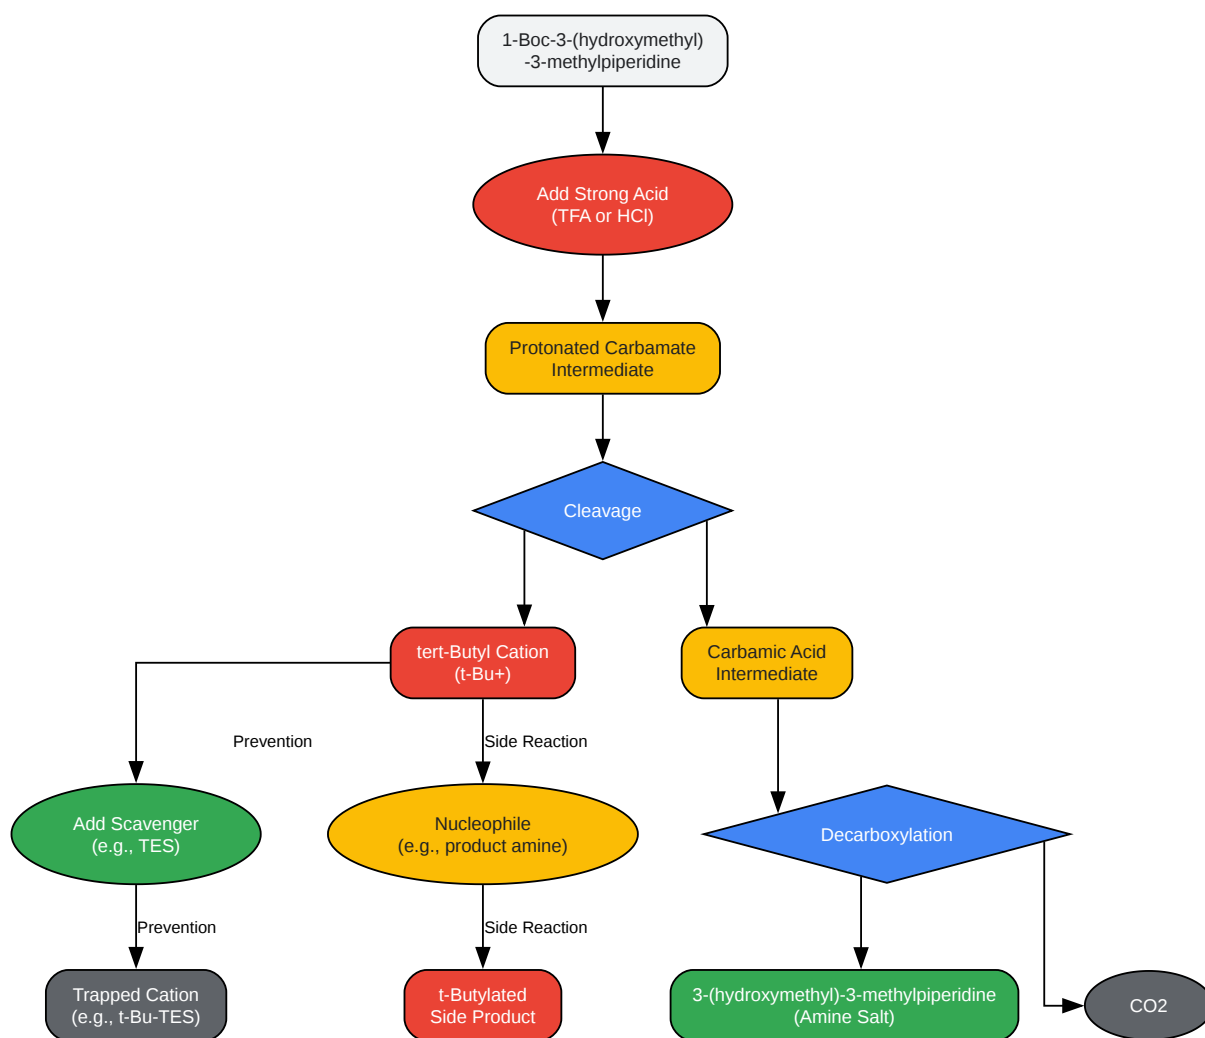 1-Boc-3-(hydroxymethyl)
-3-methylpiperidine
Add Strong Acid
(TFA or HCl)
Protonated Carbamate
Intermediate
Cleavage
tert-Butyl Cation
(t-Bu+)
Carbamic Acid
Intermediate
Prevention
Side Reaction
Add Scavenger
(e.g., TES)
Nucleophile
(e.g., product amine)
Decarboxylation
Prevention
Side Reaction
Trapped Cation
(e.g., t-Bu-TES)
t-Butylated
Side Product
3-(hydroxymethyl)-3-methylpiperidine
(Amine Salt)
CO2